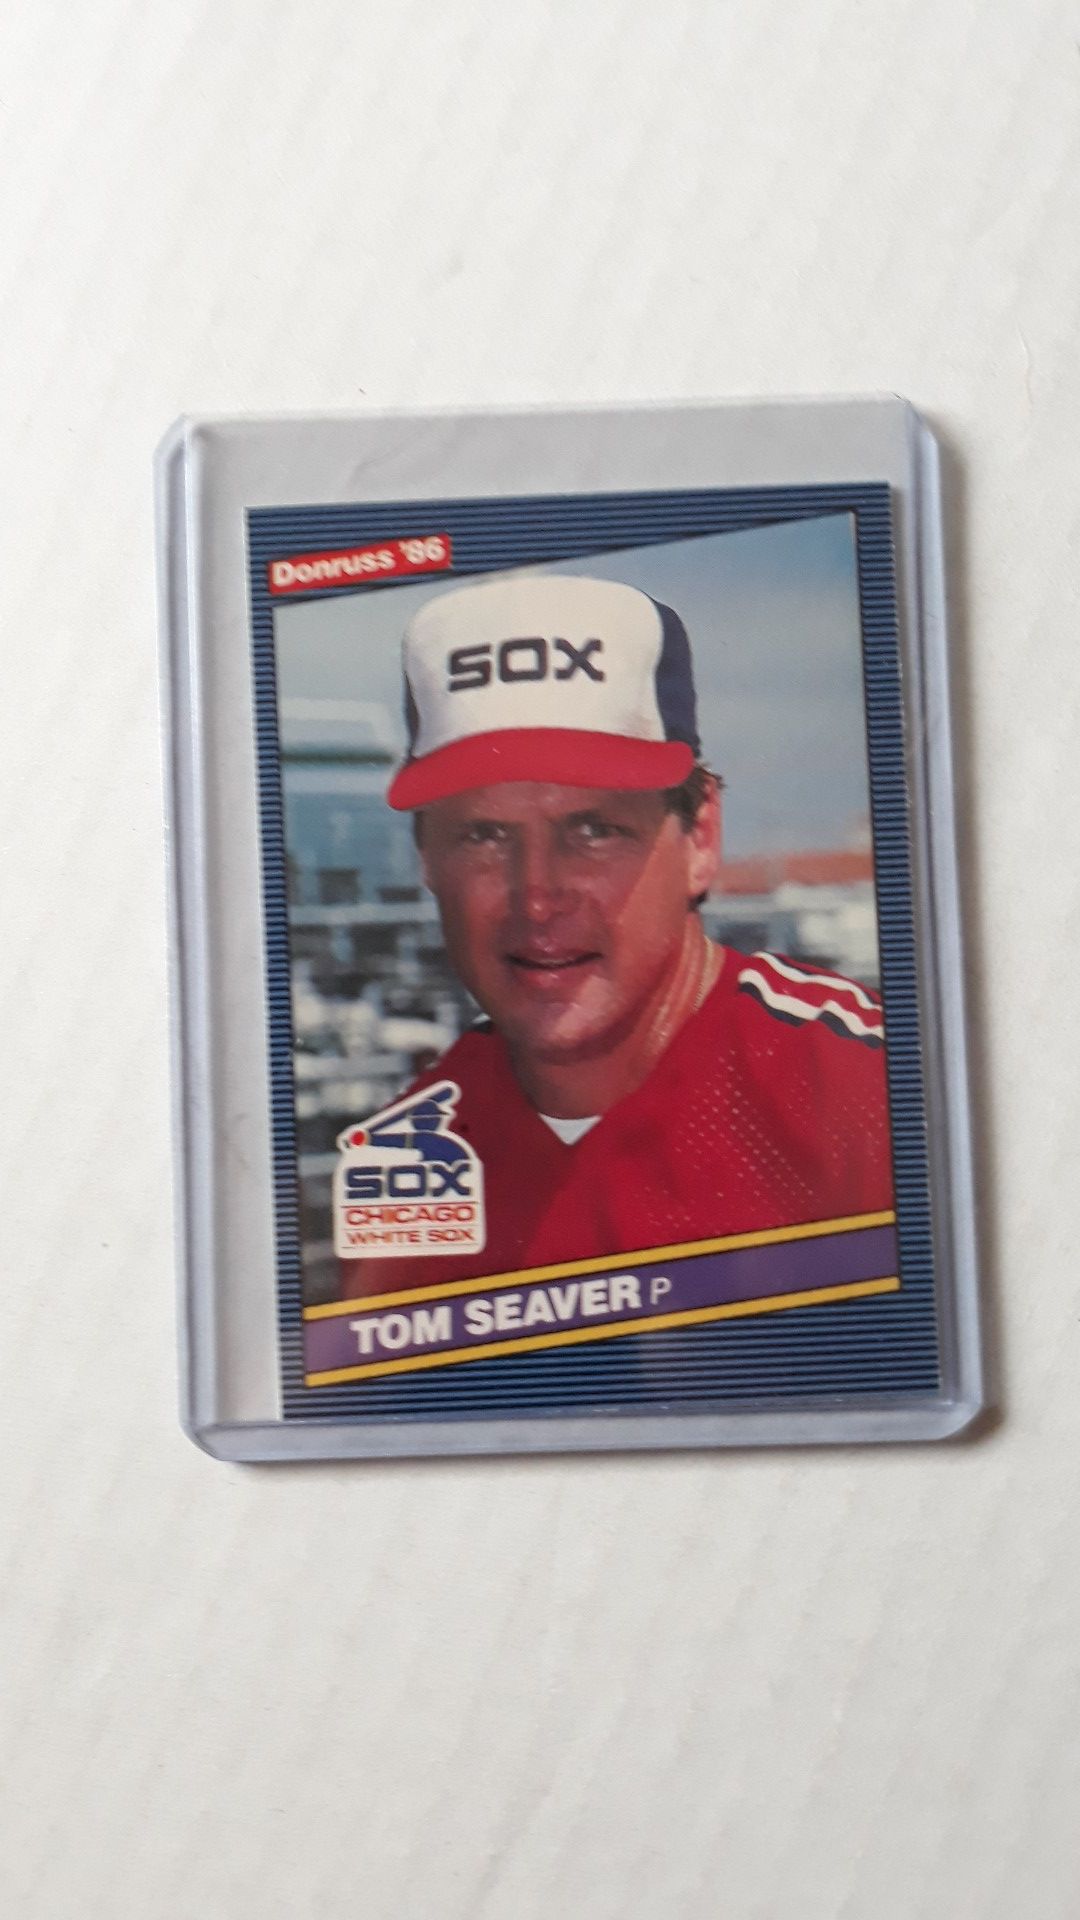 Donruss '86
SOX
SOX
CHICAGO
WHITE SOX
TOM SEAVER P